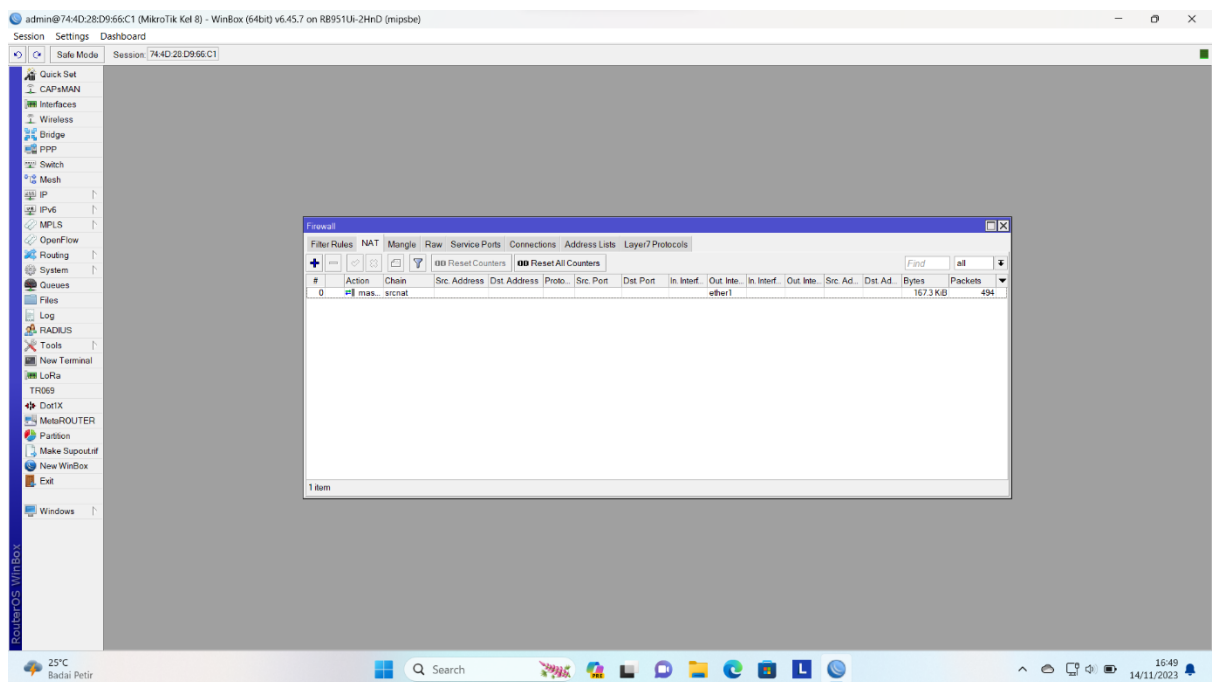 admin@74:4D:28:D9:66:C1 (MikroTik Kel 8) - WinBox (64bit) v6.45.7 on RB951Ui-2HnD (mipsbe)
Session Settings Dashboard
Safe Mode Session: 74:4D:28:D9:66:C1
Quick Set
CAPsMAN
Interfaces
Wireless
Bridge
PPP
Switch
Mesh
IP
IPv6
MPLS
OpenFlow
Routing
System
Queues
Files
Log
RADIUS
Tools
New Terminal
LoRa
TR069
Dot1X
MetaROUTER
Partition
Make Supout.rif
New WinBox
Exit
Windows
RouterOS WinBox
Firewall
Filter Rules NAT Mangle Raw Service Ports Connections Address Lists Layer7 Protocols
00 Reset Counters 00 Reset All Counters Find all
# Action Chain Src. Address Dst. Address Proto... Src. Port Dst. Port In. Interf... Out. Inte... In. Interf... Out. Inte... Src. Ad... Dst. Ad... Bytes Packets
0 mas... srcnat ether1 167.3 KiB 494
1 item
25°C
Badai Petir
Search
PRE
L
16:49
14/11/2023